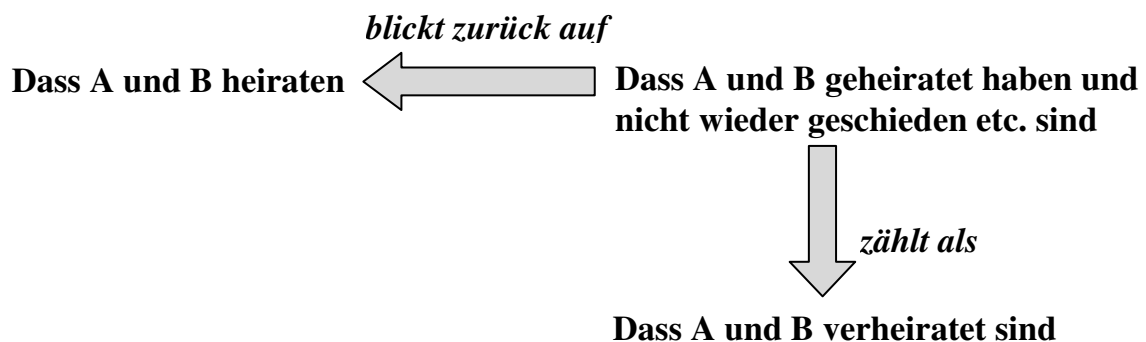 blickt zurück auf
Dass A und B heiraten
Dass A und B geheiratet haben und
nicht wieder geschieden etc. sind
zählt als
Dass A und B verheiratet sind